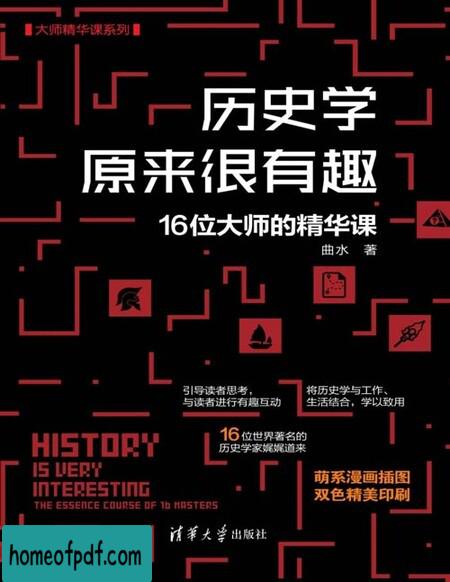 大师精华课系列
历史学
原来很有趣
16位大师的精华课
曲水 著
引导读者思考，
与读者进行有趣互动
将历史学与工作、
生活结合，学以致用
16位世界著名的
历史学家娓娓道来
HISTORY
IS VERY
INTERESTING
THE ESSENCE COURSE OF 16 MASTERS
萌系漫画插图
双色精美印刷
清华大学出版社
homeofpdf.com